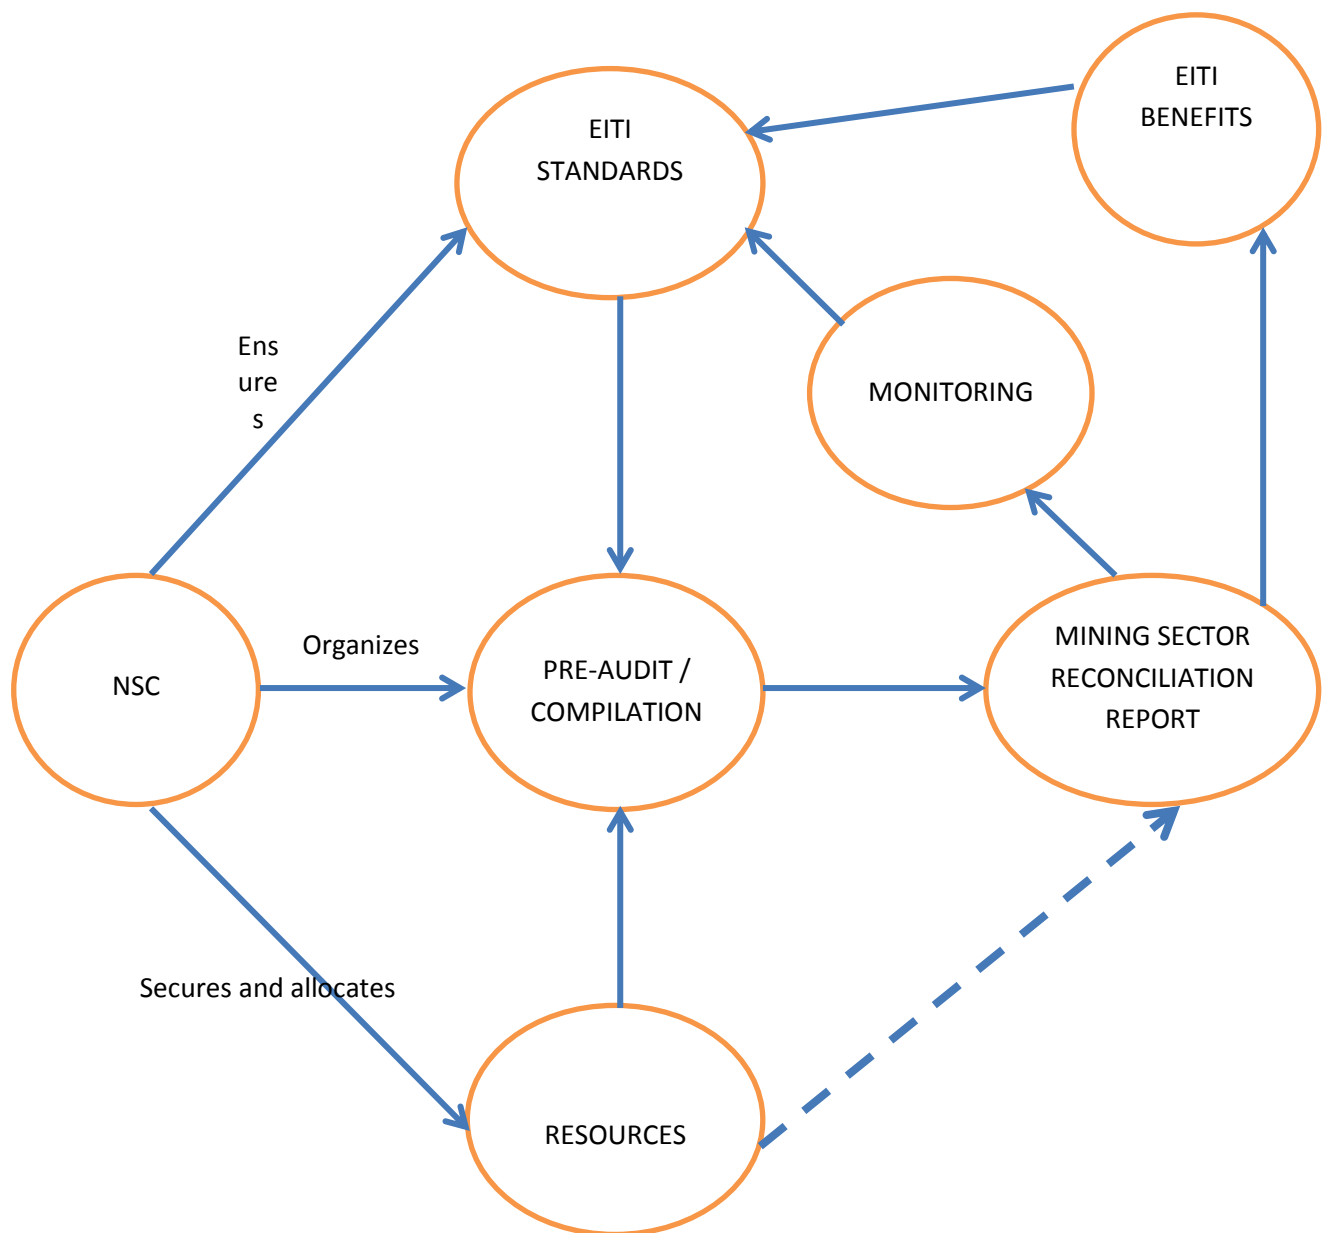 EITI
BENEFITS
EITI
STANDARDS
Ens
ure
s
MONITORING
Organizes
NSC
PRE-AUDIT /
COMPILATION
MINING SECTOR
RECONCILIATION
REPORT
Secures and allocates
RESOURCES